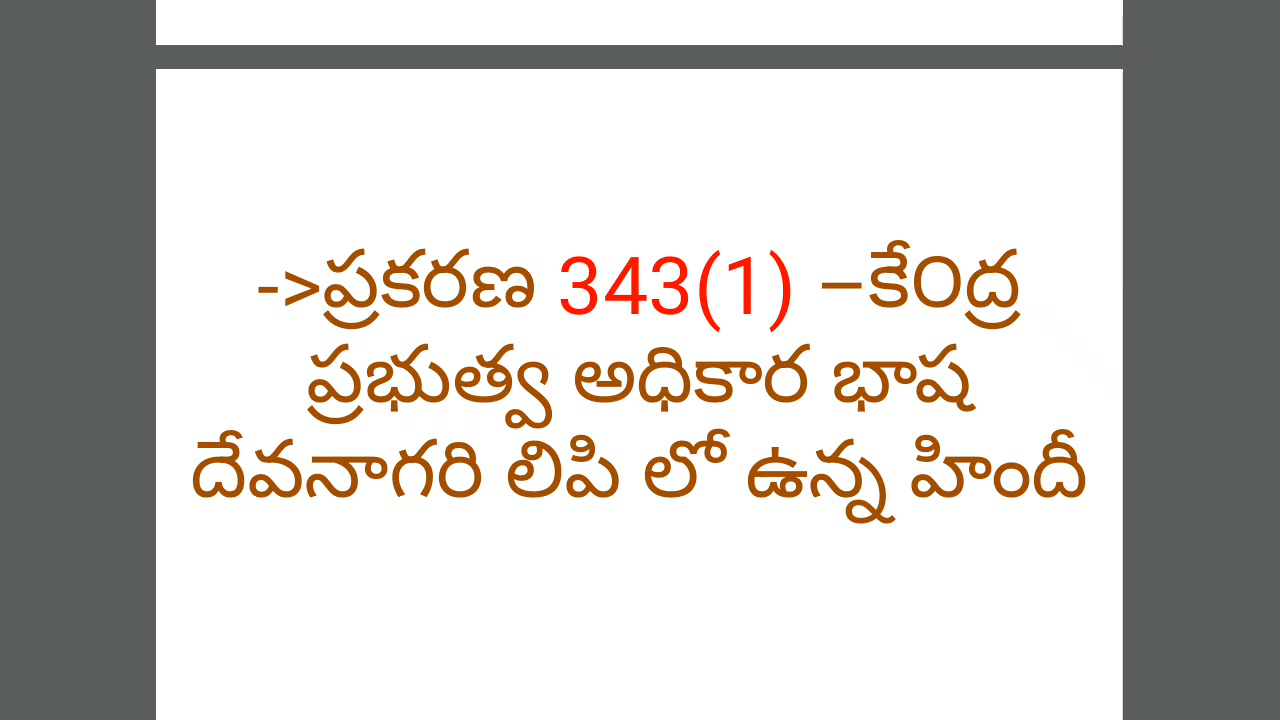 ->ప్రకరణ 343(1) –కేంద్ర
ప్రభుత్వ అధికార భాష
దేవనాగరి లిపి లో ఉన్న హిందీ